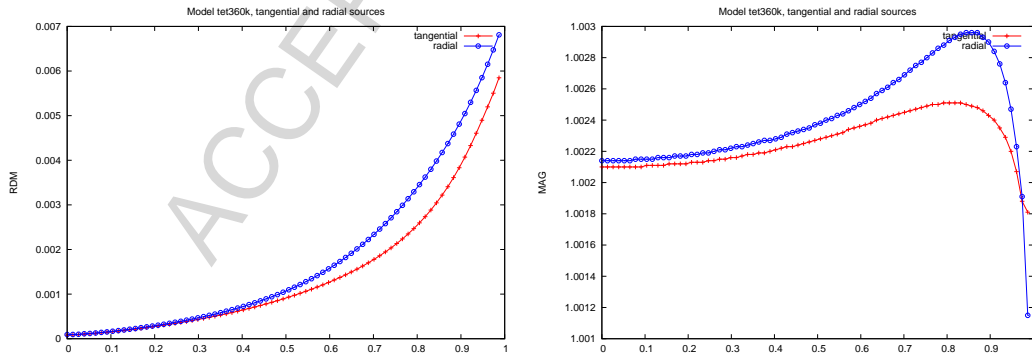 Model tet360k, tangential and radial sources
0.007
0.006
0.005
0.004
0.003
0.002
0.001
0
RDM
tangential
radial
0 0.1 0.2 0.3 0.4 0.5 0.6 0.7 0.8 0.9 1
ACCE
Model tet360k, tangential and radial sources
1.003
1.0028
1.0026
1.0024
1.0022
1.002
1.0018
1.0016
1.0014
1.0012
1.001
MAG
tangential
radial
0 0.1 0.2 0.3 0.4 0.5 0.6 0.7 0.8 0.9